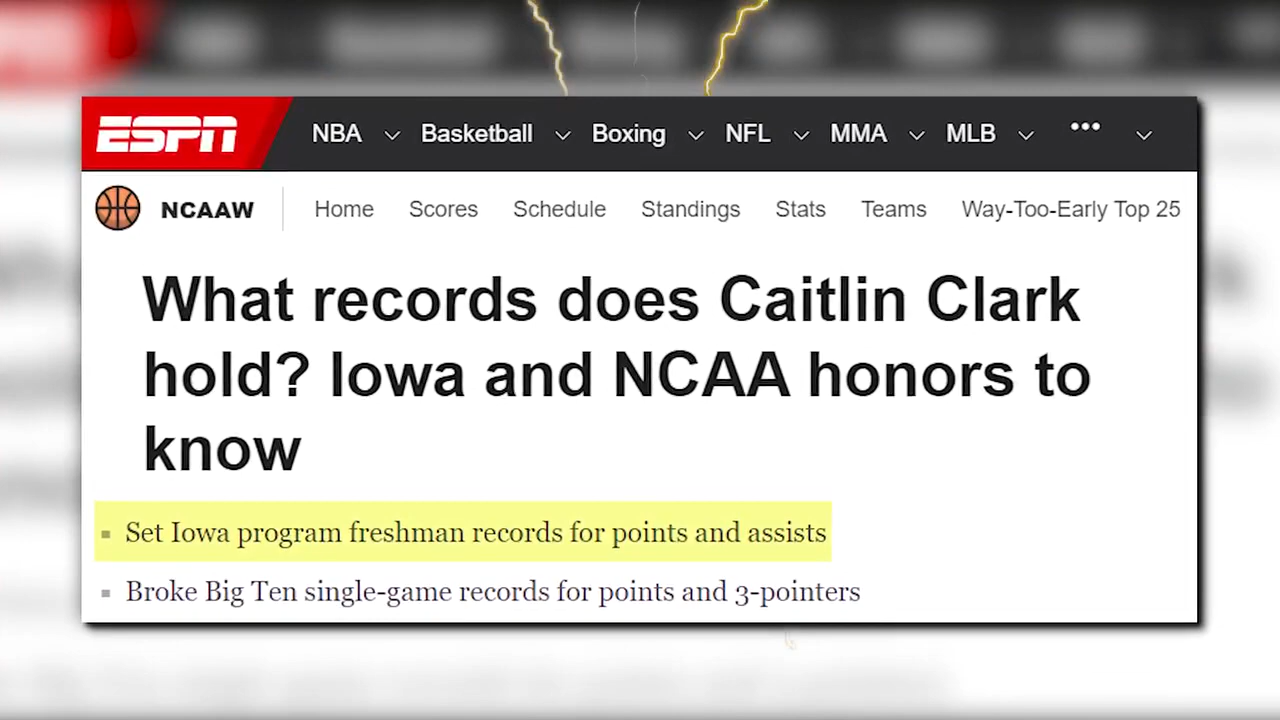 ESPN NBA Basketball Boxing NFL MMA MLB •••
NCAAW Home Scores Schedule Standings Stats Teams Way-Too-Early Top 25
What records does Caitlin Clark
hold? Iowa and NCAA honors to
know
▪ Set Iowa program freshman records for points and assists
▪ Broke Big Ten single-game records for points and 3-pointers